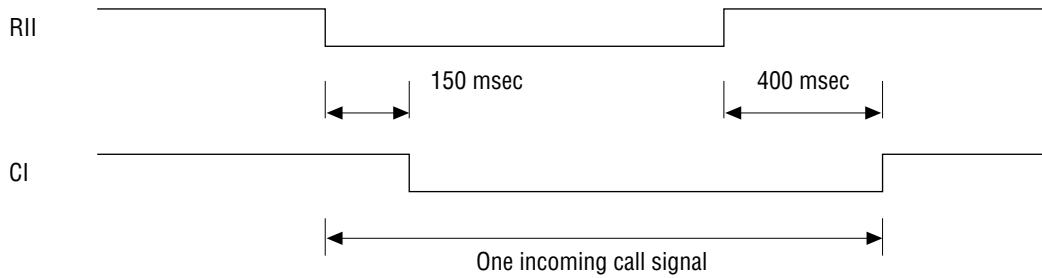 RII
150 msec
400 msec
CI
One incoming call signal